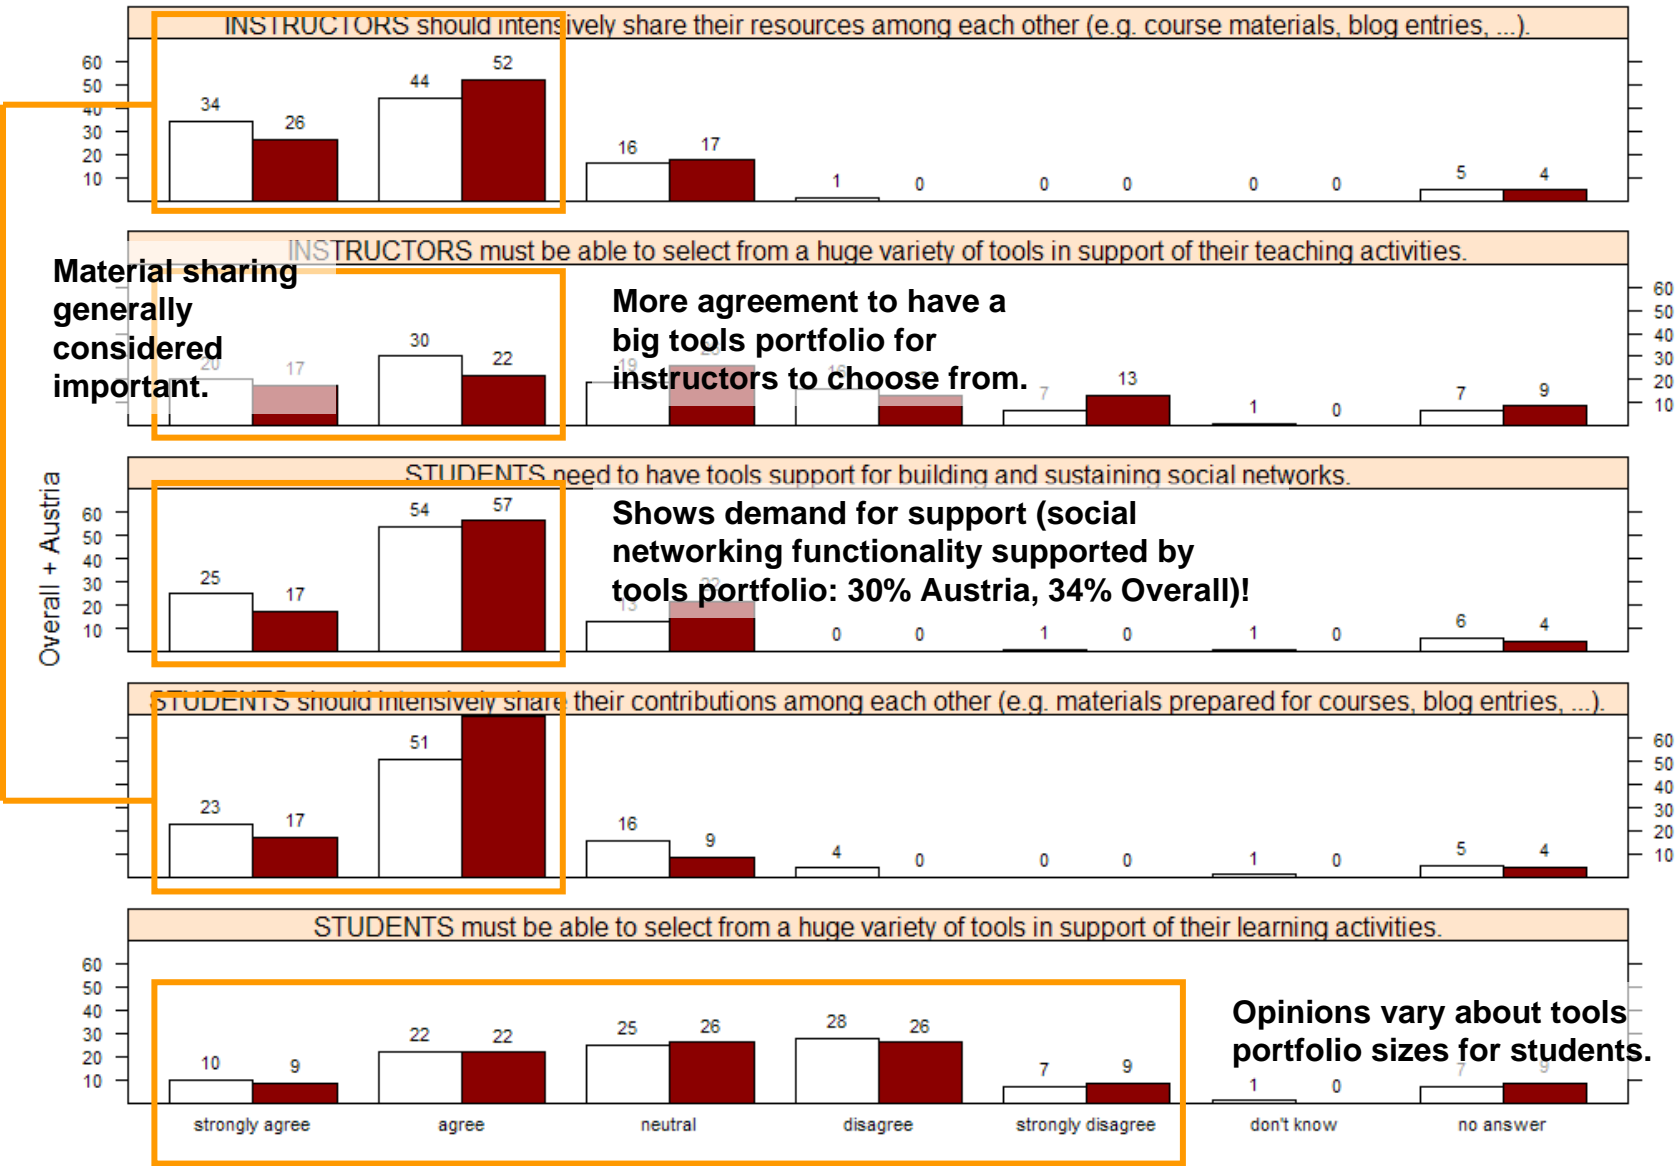 INSTRUCTORS should intensively share their resources among each other (e.g. course materials, blog entries, ...).
60
50
40
30
20
10
34 26 44 52 16 17 1 0 0 0 0 0 5 4
INSTRUCTORS must be able to select from a huge variety of tools in support of their teaching activities.
Material sharing
generally
considered
important.
More agreement to have a
big tools portfolio for
instructors to choose from.
20 17 30 22 19 7 13 1 0 7 9
60
50
40
30
20
10
Overall + Austria
STUDENTS need to have tools support for building and sustaining social networks.
Shows demand for support (social
networking functionality supported by
tools portfolio: 30% Austria, 34% Overall)!
60
50
40
30
20
10
25 17 54 57 13 22 0 0 1 0 1 0 6 4
STUDENTS should intensively share their contributions among each other (e.g. materials prepared for courses, blog entries, ...).
23 17 51 16 9 4 0 0 0 1 0 5 4
60
50
40
30
20
10
STUDENTS must be able to select from a huge variety of tools in support of their learning activities.
60
50
40
30
20
10
10 9 22 22 25 26 28 26 7 9 1 0 7 9
Opinions vary about tools
portfolio sizes for students.
strongly agree agree neutral disagree strongly disagree don't know no answer